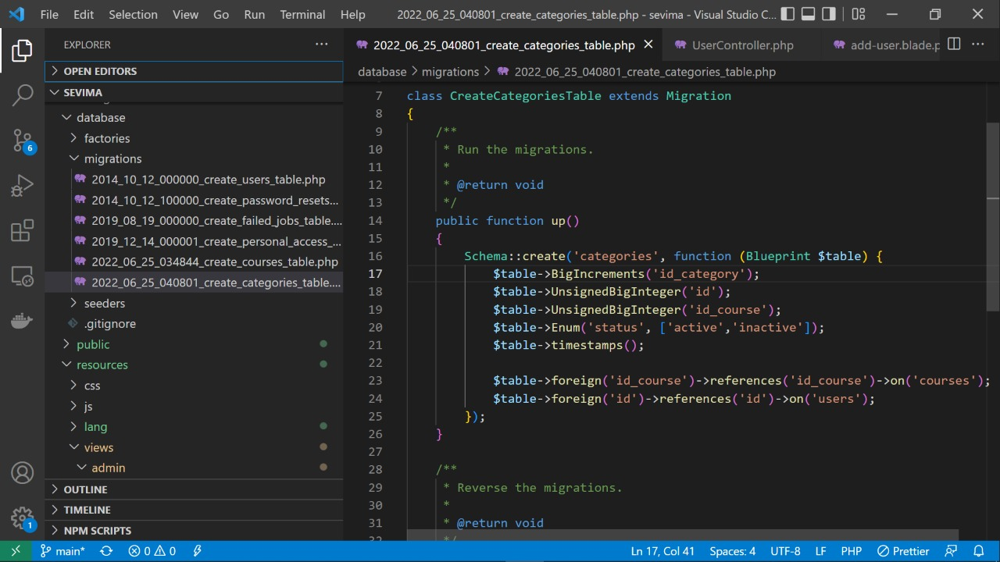 File Edit Selection View Go Run Terminal Help 2022_06_25_040801_create_categories_table.php - sevima - Visual Studio C...
EXPLORER
OPEN EDITORS
SEVIMA
database
factories
migrations
2014_10_12_000000_create_users_table.php
2014_10_12_100000_create_password_resets...
2019_08_19_000000_create_failed_jobs_table....
2019_12_14_000001_create_personal_access_...
2022_06_25_034844_create_courses_table.php
2022_06_25_040801_create_categories_table....
seeders
.gitignore
public
resources
css
js
lang
views
admin
OUTLINE
TIMELINE
NPM SCRIPTS
6
1
2022_06_25_040801_create_categories_table.php UserController.php add-user.blade.p
database > migrations > 2022_06_25_040801_create_categories_table.php
7 class CreateCategoriesTable extends Migration
8 {
9 /**
10 * Run the migrations.
11 *
12 * @return void
13 */
14 public function up()
15 {
16 Schema::create('categories', function (Blueprint $table) {
17 $table->BigIncrements('id_category');
18 $table->UnsignedBigInteger('id');
19 $table->UnsignedBigInteger('id_course');
20 $table->Enum('status', ['active','inactive']);
21 $table->timestamps();
22
23 $table->foreign('id_course')->references('id_course')->on('courses');
24 $table->foreign('id')->references('id')->on('users');
25 });
26 }
27
28 /**
29 * Reverse the migrations.
30 *
31 * @return void
32 */
main* 0 0 Ln 17, Col 41 Spaces: 4 UTF-8 LF PHP Prettier